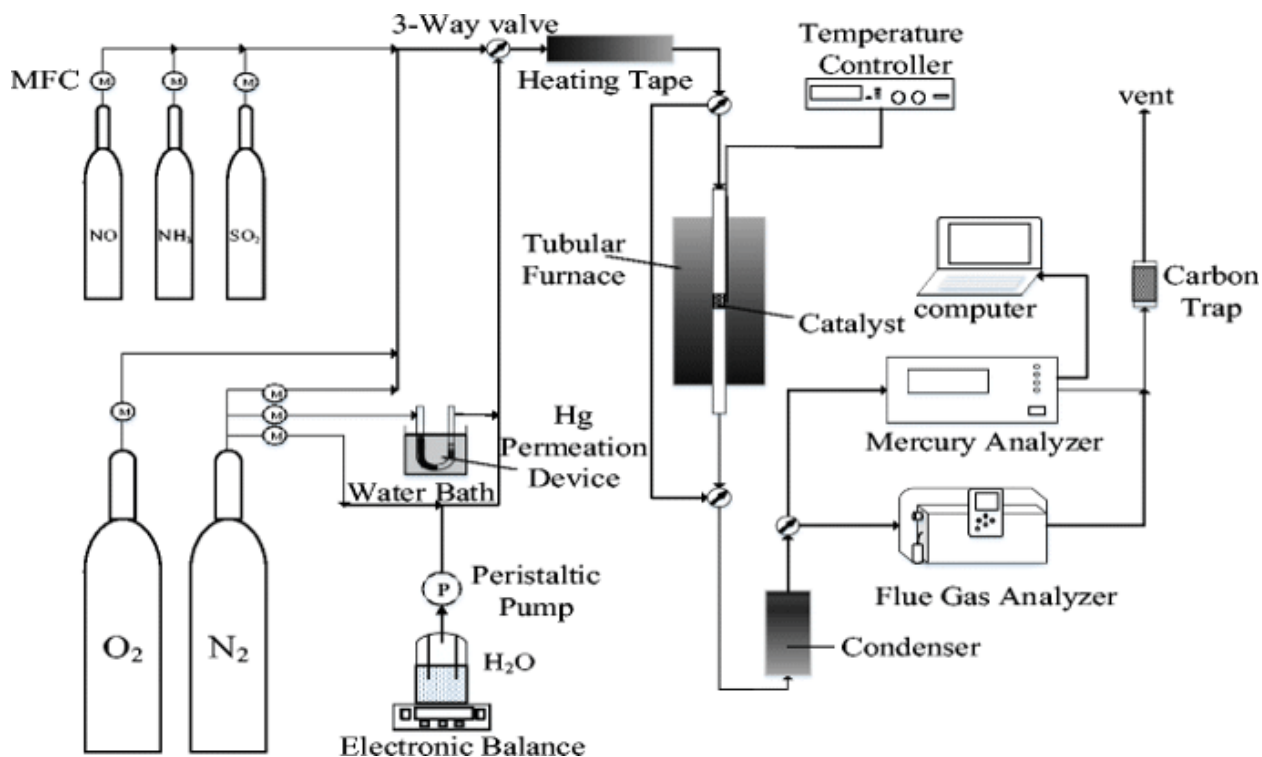 3-Way valve
MFC
M
M
M
NO
NH₃
SO₂
Heating Tape
Temperature
Controller
vent
Tubular
Furnace
Catalyst
computer
Carbon
Trap
M
M
M
M
Hg
Permeation
Device
Water Bath
Mercury Analyzer
P
Peristaltic
Pump
Flue Gas Analyzer
O₂
N₂
H₂O
Condenser
Electronic Balance